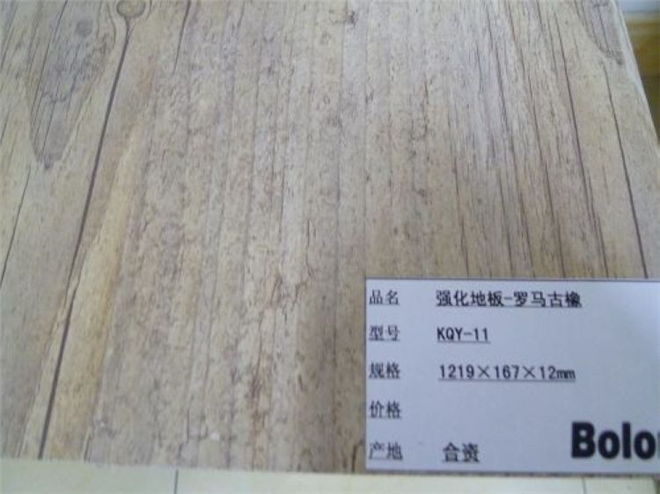 品名 强化地板-罗马古橡
型号 KQY-11
规格 1219×167×12mm
价格
产地 合资 Bolo